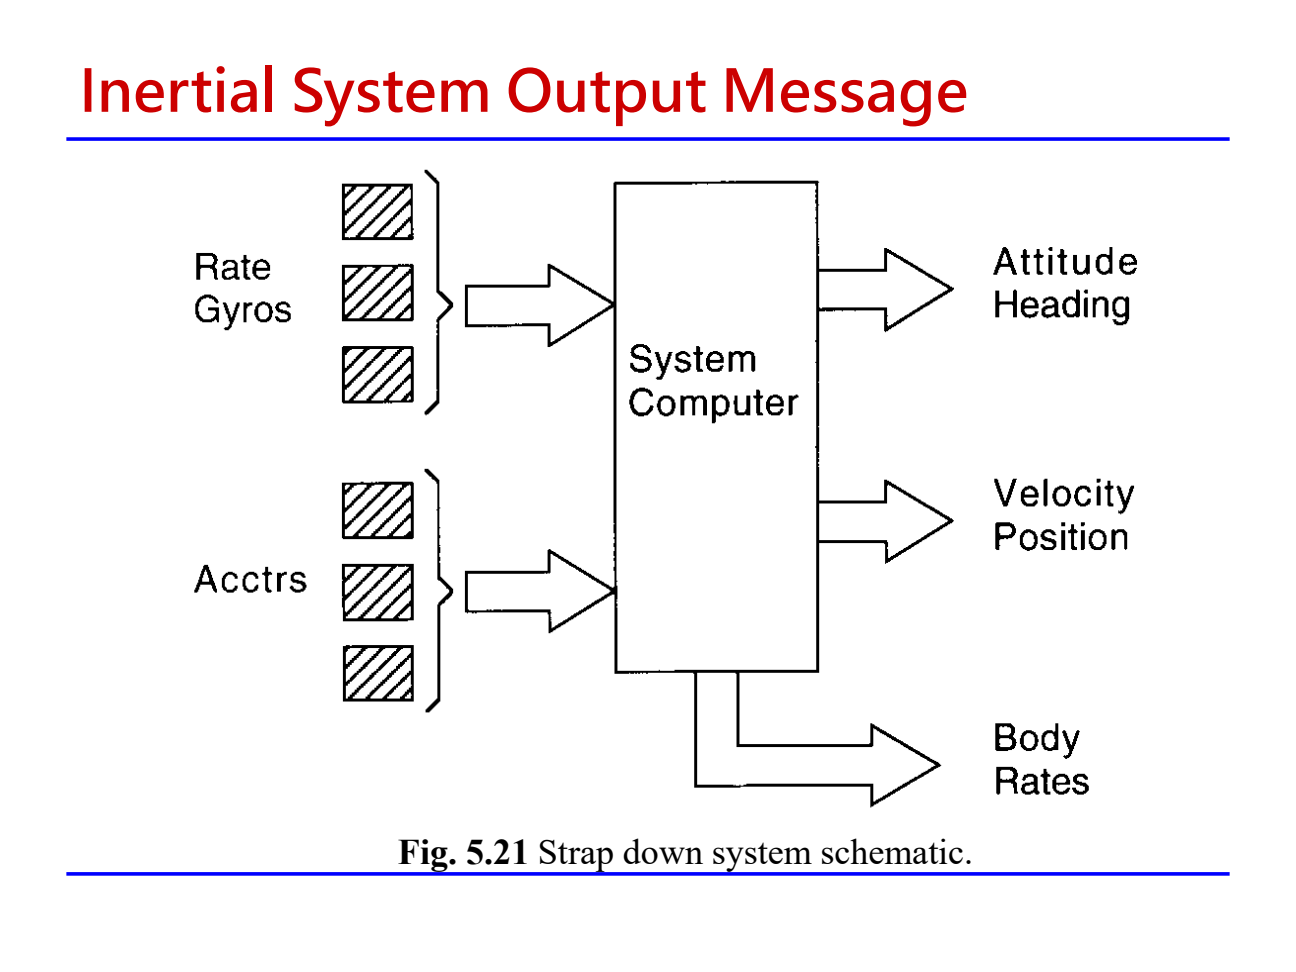 Inertial System Output Message
Rate
Gyros
Acctrs
System
Computer
Attitude
Heading
Velocity
Position
Body
Rates
Fig. 5.21 Strap down system schematic.